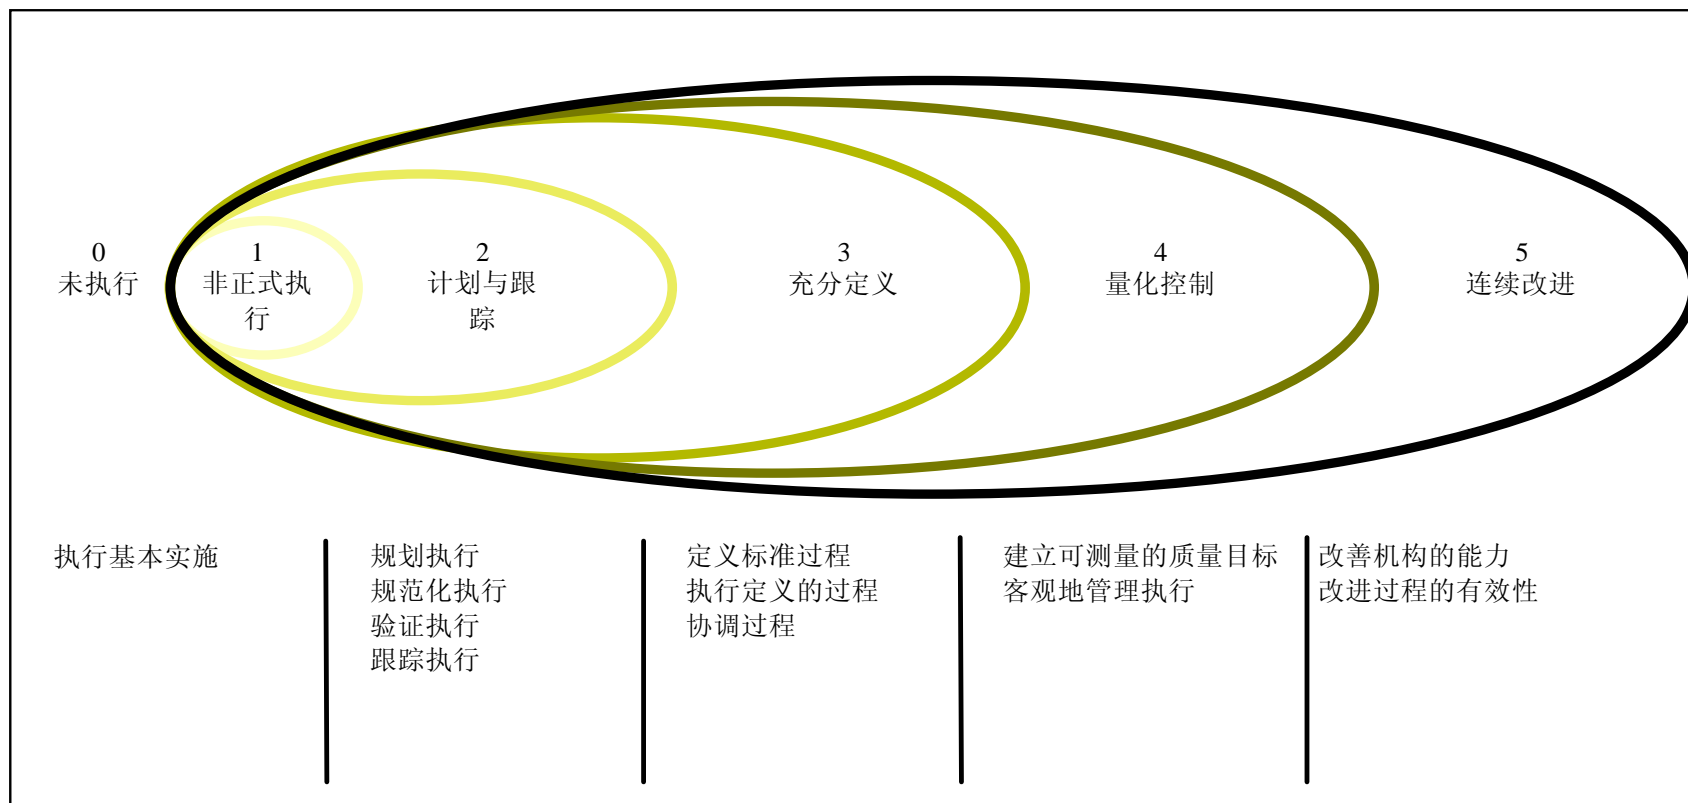 0
未执行
1
非正式执
行
2
计划与跟
踪
3
充分定义
4
量化控制
5
连续改进
执行基本实施
规划执行
规范化执行
验证执行
跟踪执行
定义标准过程
执行定义的过程
协调过程
建立可测量的质量目标
客观地管理执行
改善机构的能力
改进过程的有效性